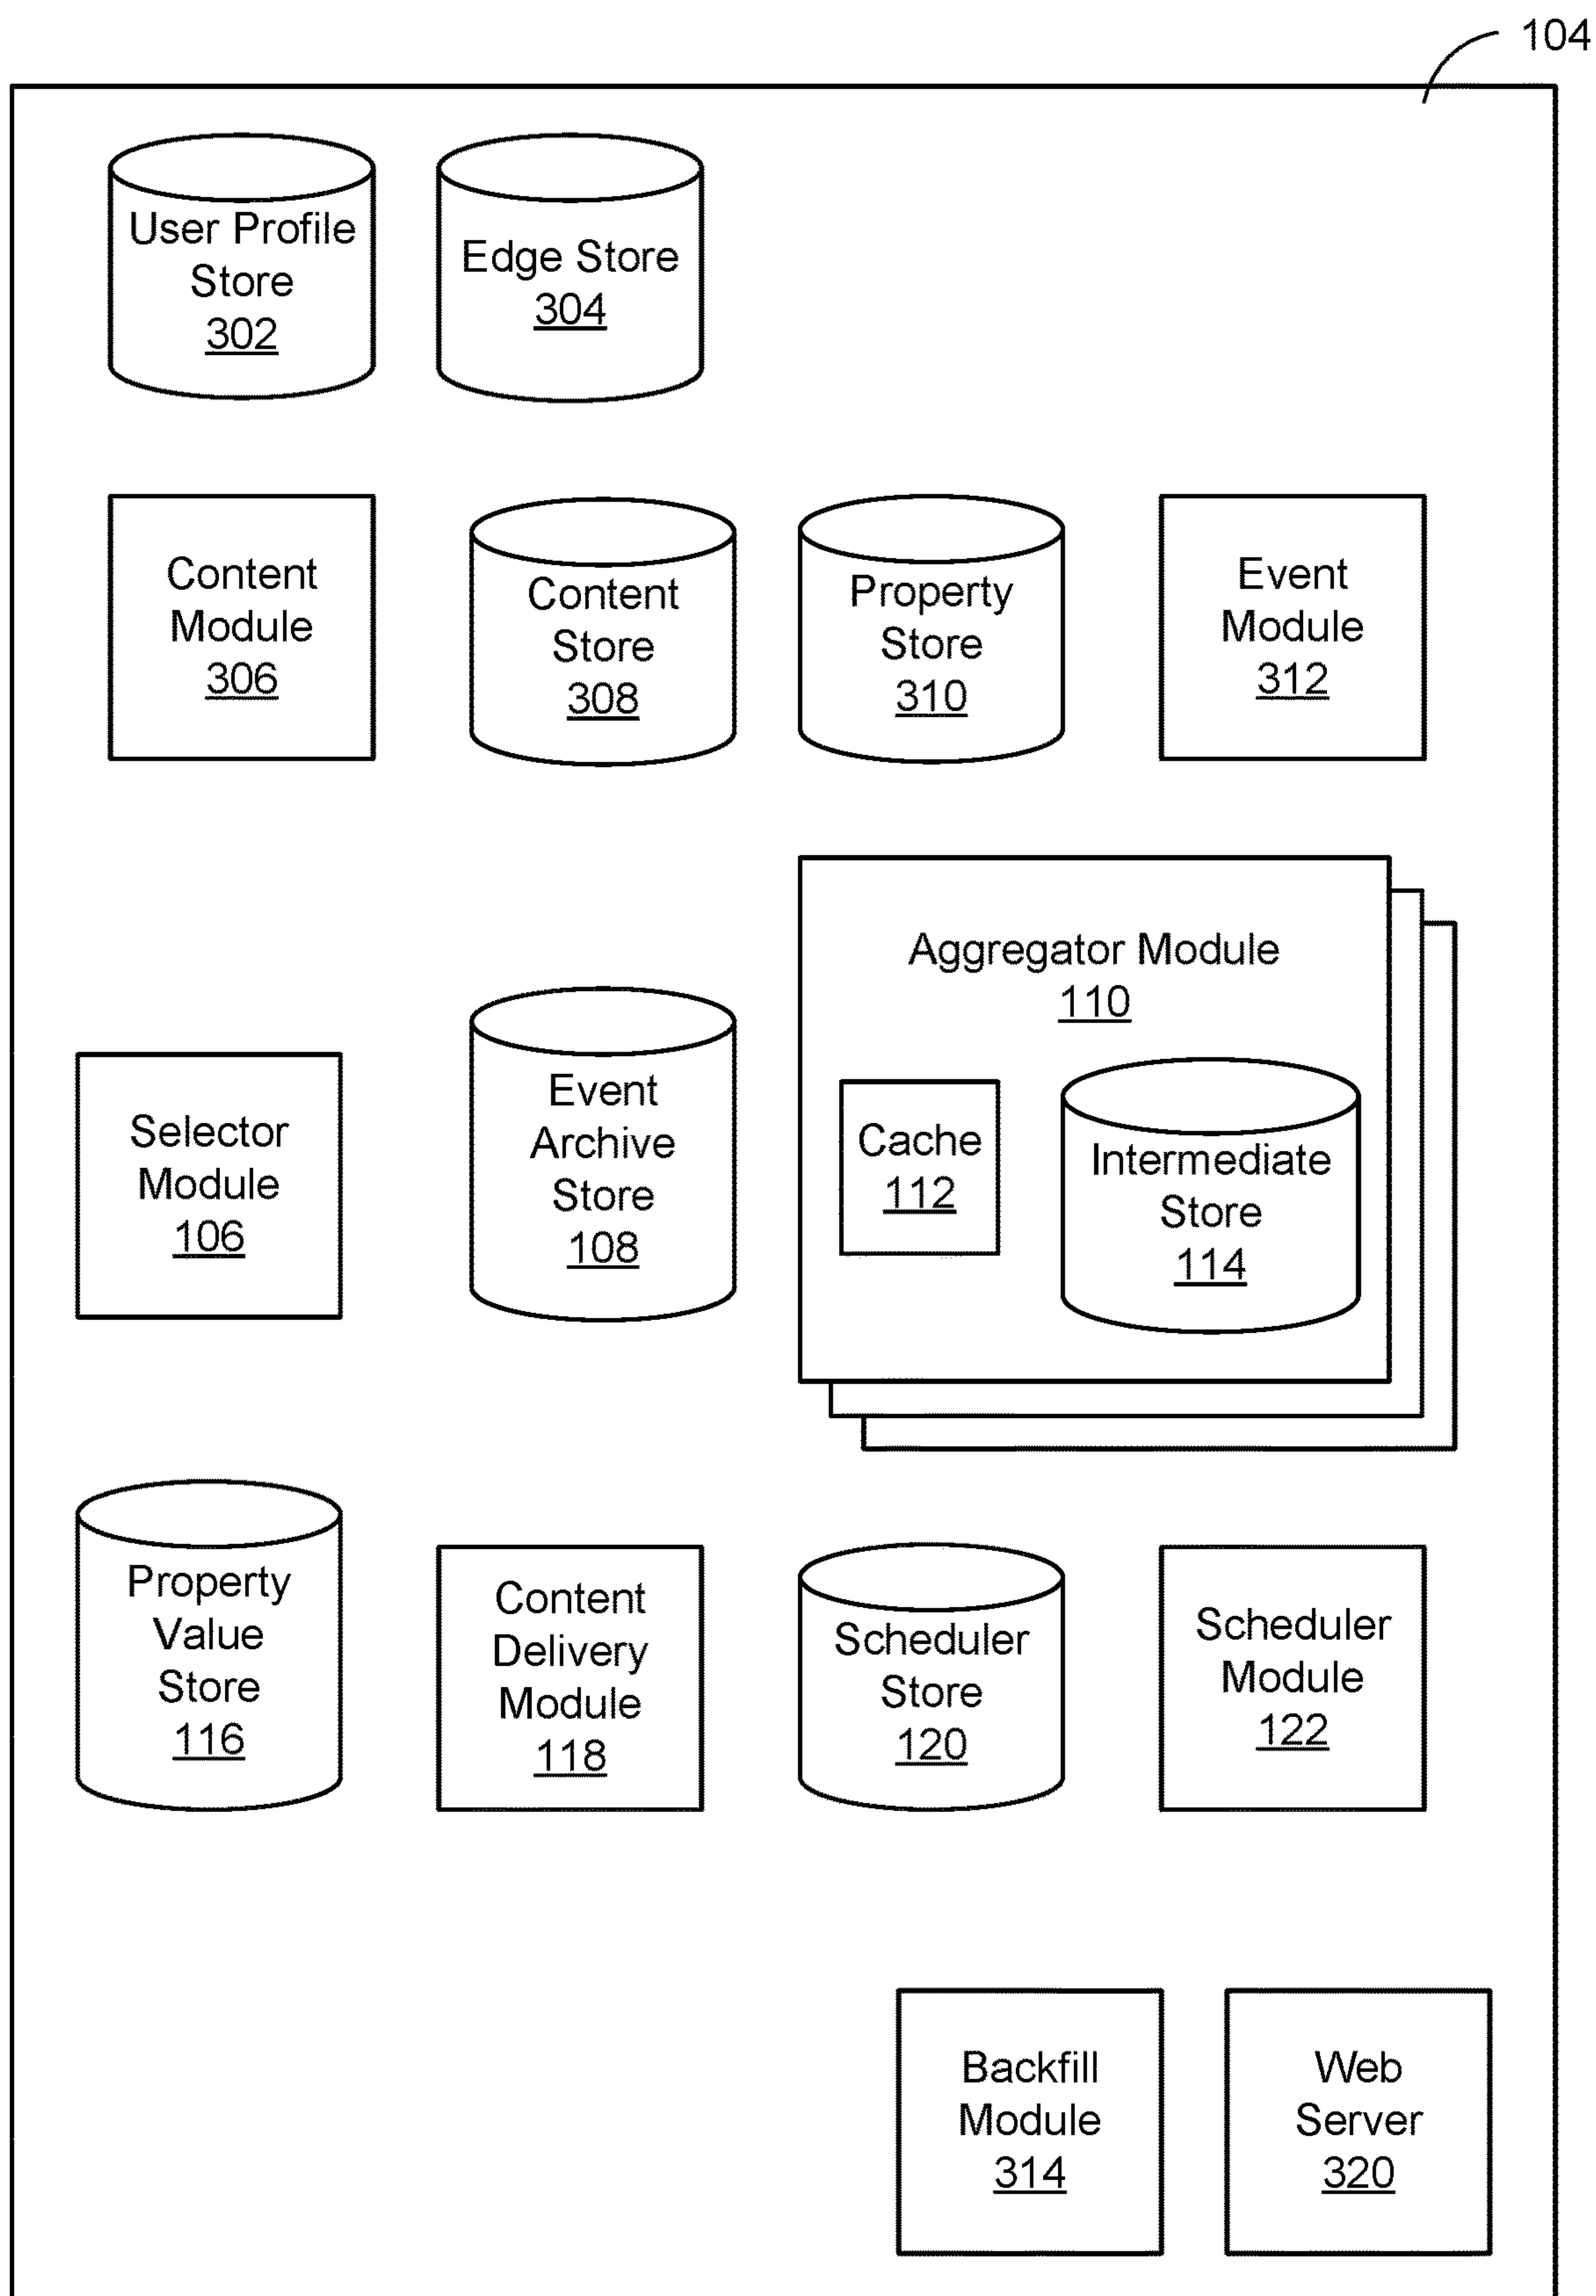 104
User Profile
Store
302
Edge Store
304
Content
Module
306
Content
Store
308
Property
Store
310
Event
Module
312
Aggregator Module
110
Selector
Module
106
Event
Archive
Store
108
Cache
112
Intermediate
Store
114
Property
Value
Store
116
Content
Delivery
Module
118
Scheduler
Store
120
Scheduler
Module
122
Backfill
Module
314
Web
Server
320